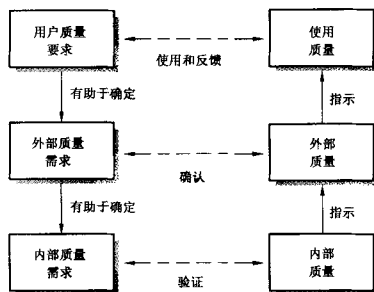 用户质量
要求
使用
质量
使用和反馈
有助于确定
指示
外部质量
需求
外部
质量
确认
有助于确定
指示
内部质量
需求
内部
质量
验证